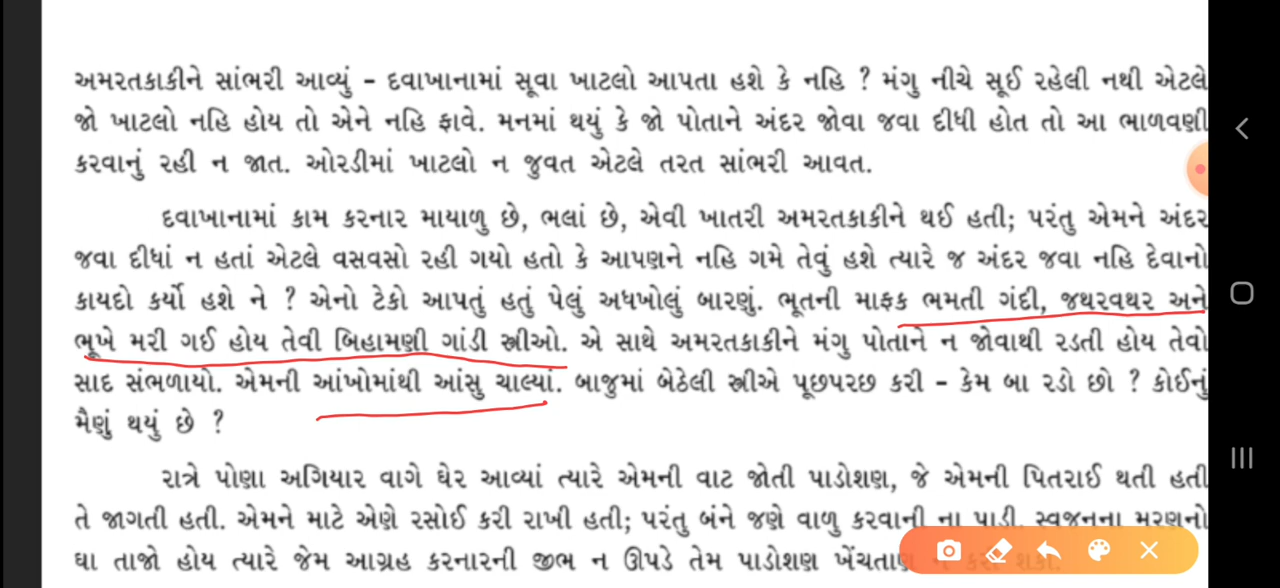 અમરતકાકીને સાંભરી આવ્યું - દવાખાનામાં સૂવા ખાટલો આપતા હશે કે નહિ ? મંગુ નીચે સૂઈ રહેલી નથી એટલે
જો ખાટલો નહિ હોય તો એને નહિ ફાવે. મનમાં થયું કે જો પોતાને અંદર જોવા જવા દીધી હોત તો આ ભાળવણી
કરવાનું રહી ન જાત. ઓરડીમાં ખાટલો ન જુવત એટલે તરત સાંભરી આવત.
દવાખાનામાં કામ કરનાર માયાળુ છે, ભલાં છે, એવી ખાતરી અમરતકાકીને થઈ હતી; પરંતુ એમને અંદર
જવા દીધાં ન હતાં એટલે વસવસો રહી ગયો હતો કે આપણને નહિ ગમે તેવું હશે ત્યારે જ અંદર જવા નહિ દેવાનો
કાયદો કર્યો હશે ને ? એનો ટેકો આપતું હતું પેલું અધખોલું બારણું. ભૂતની માફક ભમતી ગંદી, જથરવથર અને
ભૂખે મરી ગઈ હોય તેવી બિહામણી ગાંડી સ્ત્રીઓ. એ સાથે અમરતકાકીને મંગુ પોતાને ન જોવાથી રડતી હોય તેવો
સાદ સંભળાયો. એમની આંખોમાંથી આંસુ ચાલ્યાં. બાજુમાં બેઠેલી સ્ત્રીએ પૂછપરછ કરી - કેમ બા રડો છો ? કોઈનું
મૈણું થયું છે ?
રાત્રે પોણા અગિયાર વાગે ઘેર આવ્યાં ત્યારે એમની વાટ જોતી પાડોશણ, જે એમની પિતરાઈ થતી હતી
તે જાગતી હતી. એમને માટે એણે રસોઈ કરી રાખી હતી; પરંતુ બંને જણે વાળુ કરવાની ના પાડી. સ્વજનના મરણનો
ઘા તાજો હોય ત્યારે જેમ આગ્રહ કરનારની જીભ ન ઊપડે તેમ પાડોશણ ખેંચતાણ